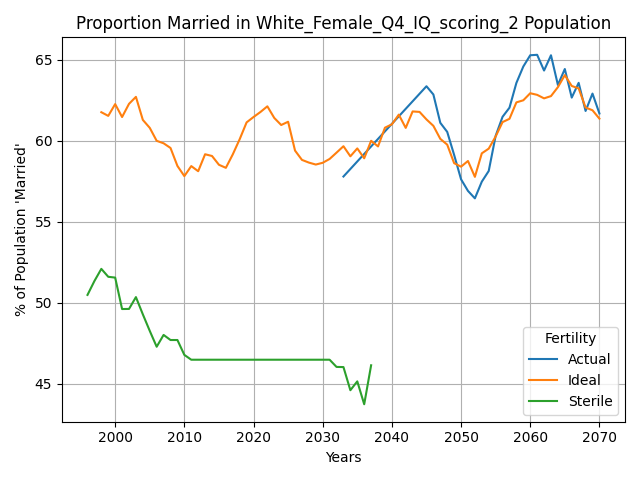 Proportion Married in White_Female_Q4_IQ_scoring_2 Population
% of Population 'Married'
65
60
55
50
45
2000 2010 2020 2030 2040 2050 2060 2070
Years
Fertility
Actual
Ideal
Sterile